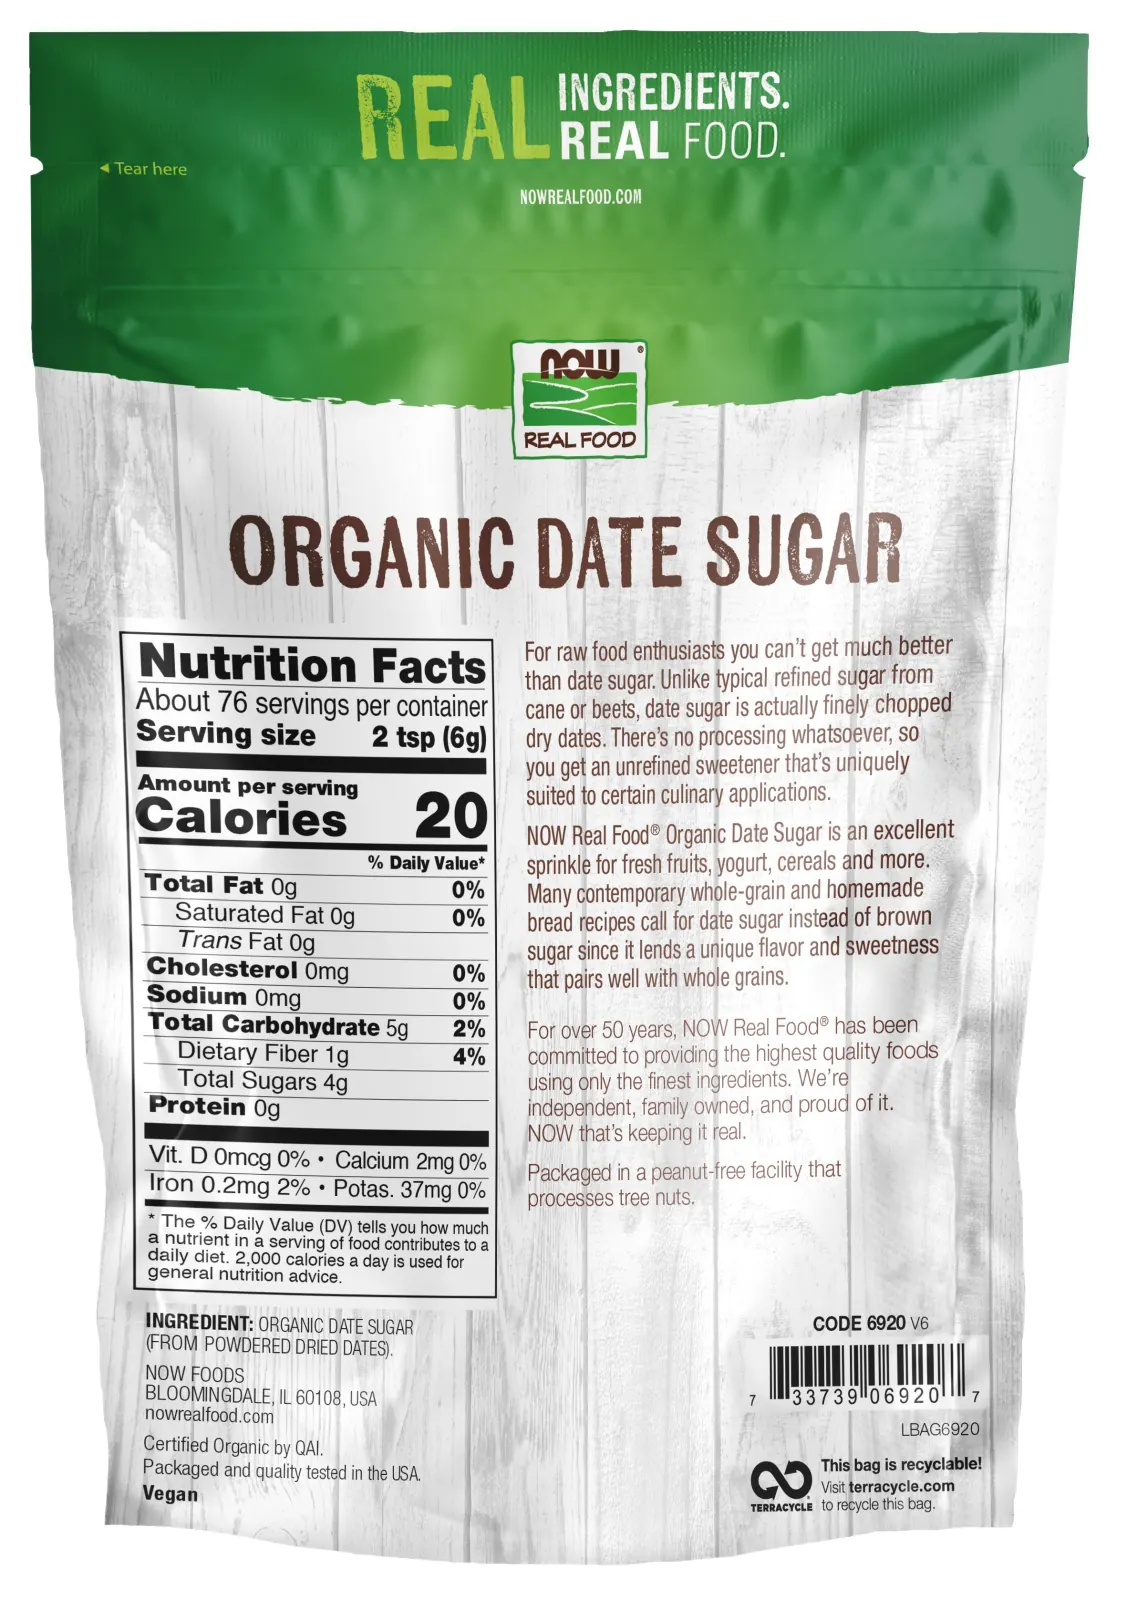 REAL INGREDIENTS.
REAL FOOD.
Tear here
NOWREALFOOD.COM
NOW®
REAL FOOD
ORGANIC DATE SUGAR
Nutrition Facts
About 76 servings per container
Serving size 2 tsp (6g)
Amount per serving
Calories 20
% Daily Value*
Total Fat 0g 0%
Saturated Fat 0g 0%
Trans Fat 0g
Cholesterol 0mg 0%
Sodium 0mg 0%
Total Carbohydrate 5g 2%
Dietary Fiber 1g 4%
Total Sugars 4g
Protein 0g
Vit. D 0mcg 0% • Calcium 2mg 0%
Iron 0.2mg 2% • Potas. 37mg 0%
* The % Daily Value (DV) tells you how much
a nutrient in a serving of food contributes to a
daily diet. 2,000 calories a day is used for
general nutrition advice.
INGREDIENT: ORGANIC DATE SUGAR
(FROM POWDERED DRIED DATES).
NOW FOODS
BLOOMINGDALE, IL 60108, USA
nowrealfood.com
Certified Organic by QAI.
Packaged and quality tested in the USA.
Vegan
For raw food enthusiasts you can't get much better
than date sugar. Unlike typical refined sugar from
cane or beets, date sugar is actually finely chopped
dry dates. There's no processing whatsoever, so
you get an unrefined sweetener that's uniquely
suited to certain culinary applications.
NOW Real Food® Organic Date Sugar is an excellent
sprinkle for fresh fruits, yogurt, cereals and more.
Many contemporary whole-grain and homemade
bread recipes call for date sugar instead of brown
sugar since it lends a unique flavor and sweetness
that pairs well with whole grains.
For over 50 years, NOW Real Food® has been
committed to providing the highest quality foods
using only the finest ingredients. We're
independent, family owned, and proud of it.
NOW that's keeping it real.
Packaged in a peanut-free facility that
processes tree nuts.
CODE 6920 V6
7 33739 06920 7
LBAG6920
This bag is recyclable!
Visit terracycle.com
to recycle this bag.
TERRACYCLE